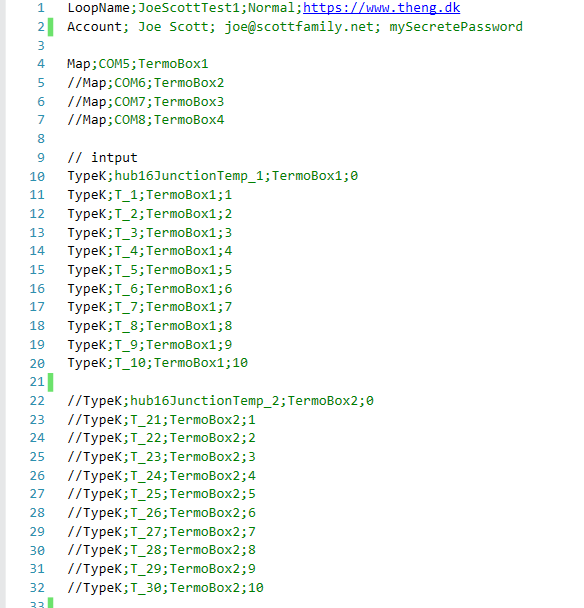 1 LoopName;JoeScottTest1;Normal;https://www.theng.dk
2 Account; Joe Scott; joe@scottfamily.net; mySecretePassword
3
4 Map;COM5;TermoBox1
5 //Map;COM6;TermoBox2
6 //Map;COM7;TermoBox3
7 //Map;COM8;TermoBox4
8
9 // intput
10 TypeK;hub16JunctionTemp_1;TermoBox1;0
11 TypeK;T_1;TermoBox1;1
12 TypeK;T_2;TermoBox1;2
13 TypeK;T_3;TermoBox1;3
14 TypeK;T_4;TermoBox1;4
15 TypeK;T_5;TermoBox1;5
16 TypeK;T_6;TermoBox1;6
17 TypeK;T_7;TermoBox1;7
18 TypeK;T_8;TermoBox1;8
19 TypeK;T_9;TermoBox1;9
20 TypeK;T_10;TermoBox1;10
21
22 //TypeK;hub16JunctionTemp_2;TermoBox2;0
23 //TypeK;T_21;TermoBox2;1
24 //TypeK;T_22;TermoBox2;2
25 //TypeK;T_23;TermoBox2;3
26 //TypeK;T_24;TermoBox2;4
27 //TypeK;T_25;TermoBox2;5
28 //TypeK;T_26;TermoBox2;6
29 //TypeK;T_27;TermoBox2;7
30 //TypeK;T_28;TermoBox2;8
31 //TypeK;T_29;TermoBox2;9
32 //TypeK;T_30;TermoBox2;10
33